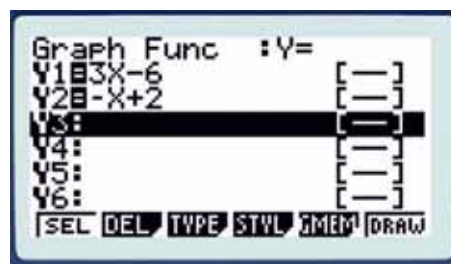 Graph Func :Y=
Y1=3X-6 [—]
Y2=-X+2 [—]
Y3: [—]
Y4: [—]
Y5: [—]
Y6: [—]
SEL DEL TYPE STYL GMEM DRAW